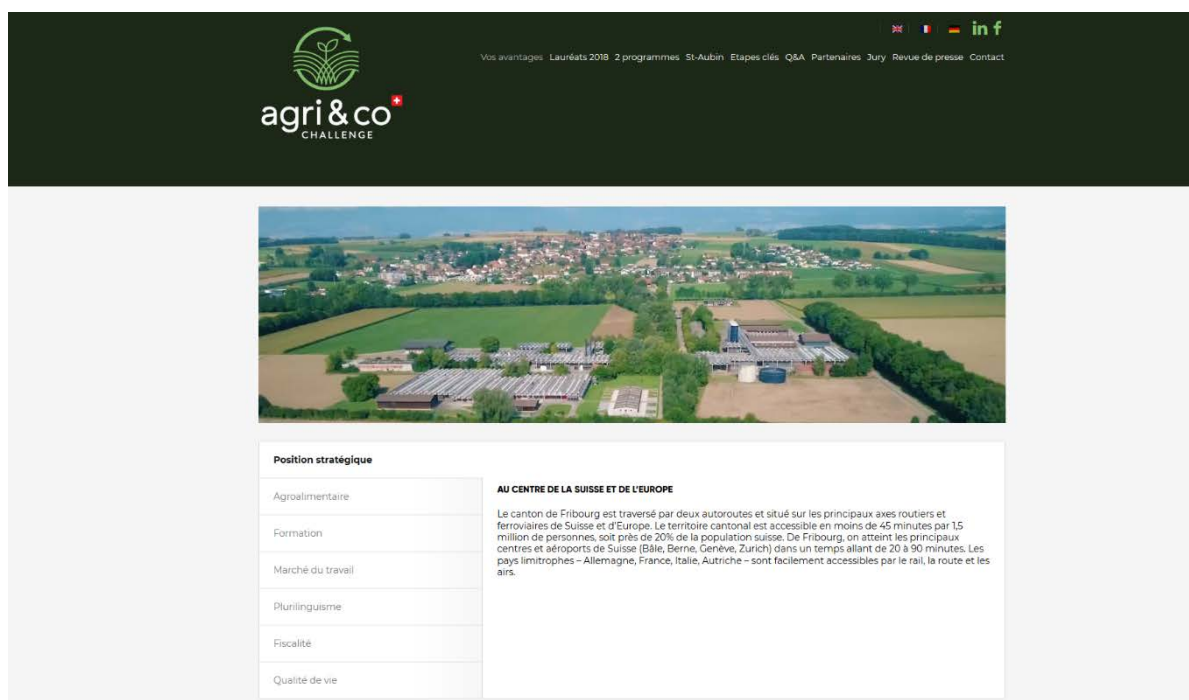 in f
Vos avantages Lauréats 2018 2 programmes St-Aubin Etapes clés Q&A Partenaires Jury Revue de presse Contact
agri & co
CHALLENGE
Position stratégique
Agroalimentaire
Formation
Marché du travail
Plurilinguisme
Fiscalité
Qualité de vie
AU CENTRE DE LA SUISSE ET DE L'EUROPE
Le canton de Fribourg est traversé par deux autoroutes et situé sur les principaux axes routiers et
ferroviaires de Suisse et d'Europe. Le territoire cantonal est accessible en moins de 45 minutes par 1,5
million de personnes, soit près de 20% de la population suisse. De Fribourg, on atteint les principaux
centres et aéroports de Suisse (Bâle, Berne, Genève, Zurich) dans un temps allant de 20 à 90 minutes. Les
pays limitrophes – Allemagne, France, Italie, Autriche – sont facilement accessibles par le rail, la route et les
airs.